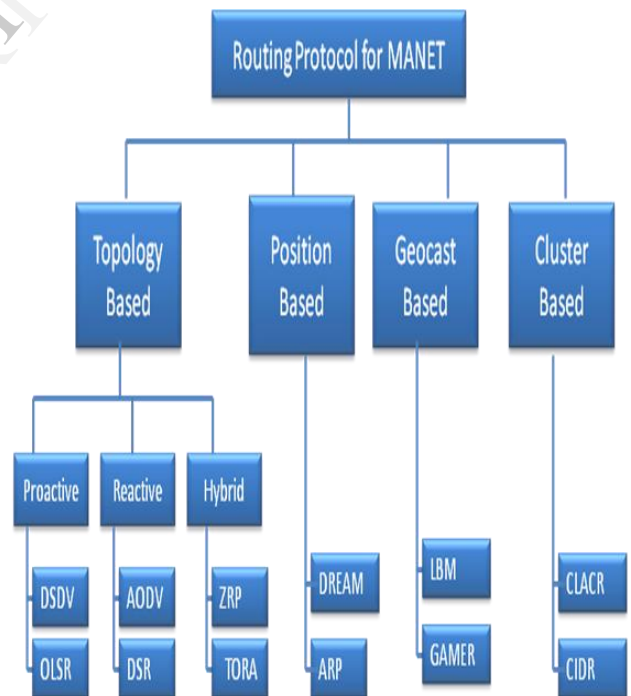 Routing Protocol for MANET
Topology
Based
Position
Based
Geocast
Based
Cluster
Based
Proactive
Reactive
Hybrid
DSDV
AODV
ZRP
DREAM
LBM
CLACR
OLSR
DSR
TORA
ARP
GAMER
CIDR